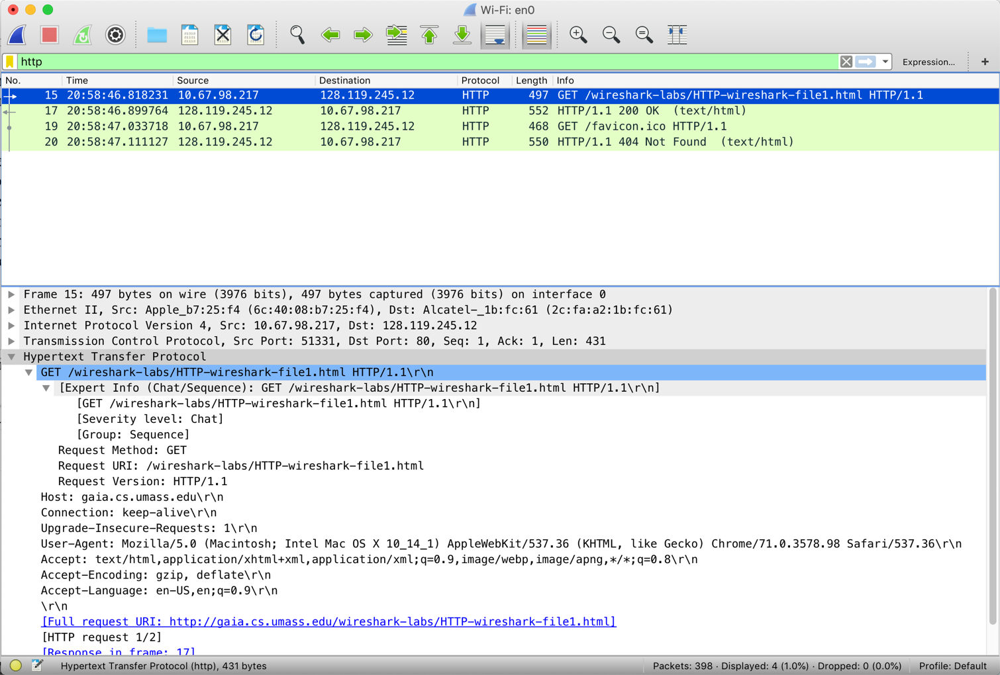 Wi-Fi: en0
http
Expression...
+
No. Time Source Destination Protocol Length Info
15 20:58:46.818231 10.67.98.217 128.119.245.12 HTTP 497 GET /wireshark-labs/HTTP-wireshark-file1.html HTTP/1.1
17 20:58:46.899764 128.119.245.12 10.67.98.217 HTTP 552 HTTP/1.1 200 OK (text/html)
19 20:58:47.033718 10.67.98.217 128.119.245.12 HTTP 468 GET /favicon.ico HTTP/1.1
20 20:58:47.111127 128.119.245.12 10.67.98.217 HTTP 550 HTTP/1.1 404 Not Found (text/html)
Frame 15: 497 bytes on wire (3976 bits), 497 bytes captured (3976 bits) on interface 0
Ethernet II, Src: Apple_b7:25:f4 (6c:40:08:b7:25:f4), Dst: Alcatel-_1b:fc:61 (2c:fa:a2:1b:fc:61)
Internet Protocol Version 4, Src: 10.67.98.217, Dst: 128.119.245.12
Transmission Control Protocol, Src Port: 51331, Dst Port: 80, Seq: 1, Ack: 1, Len: 431
Hypertext Transfer Protocol
GET /wireshark-labs/HTTP-wireshark-file1.html HTTP/1.1\r\n
[Expert Info (Chat/Sequence): GET /wireshark-labs/HTTP-wireshark-file1.html HTTP/1.1\r\n]
[GET /wireshark-labs/HTTP-wireshark-file1.html HTTP/1.1\r\n]
[Severity level: Chat]
[Group: Sequence]
Request Method: GET
Request URI: /wireshark-labs/HTTP-wireshark-file1.html
Request Version: HTTP/1.1
Host: gaia.cs.umass.edu\r\n
Connection: keep-alive\r\n
Upgrade-Insecure-Requests: 1\r\n
User-Agent: Mozilla/5.0 (Macintosh; Intel Mac OS X 10_14_1) AppleWebKit/537.36 (KHTML, like Gecko) Chrome/71.0.3578.98 Safari/537.36\r\n
Accept: text/html,application/xhtml+xml,application/xml;q=0.9,image/webp,image/apng,*/*;q=0.8\r\n
Accept-Encoding: gzip, deflate\r\n
Accept-Language: en-US,en;q=0.9\r\n
\r\n
[Full request URI: http://gaia.cs.umass.edu/wireshark-labs/HTTP-wireshark-file1.html]
[HTTP request 1/2]
[Response in frame: 17]
Hypertext Transfer Protocol (http), 431 bytes
Packets: 398 · Displayed: 4 (1.0%) · Dropped: 0 (0.0%)
Profile: Default